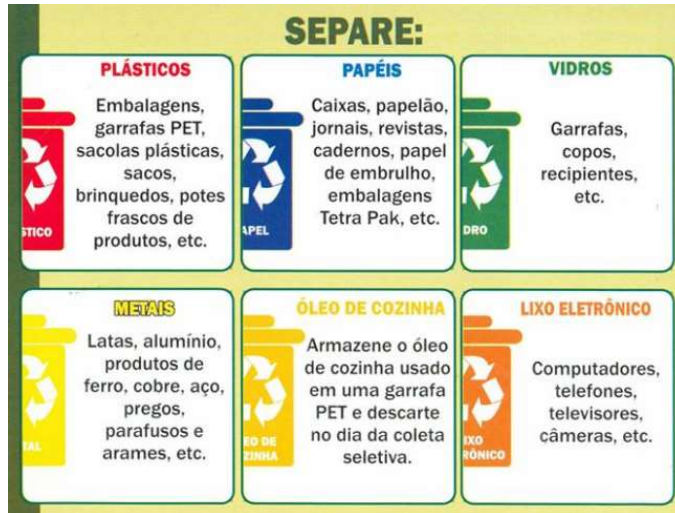 SEPARE:
PLÁSTICOS
Embalagens,
garrafas PET,
sacolas plásticas,
sacos,
brinquedos, potes
frascos de
produtos, etc.
STICO
PAPÉIS
Caixas, papelão,
jornais, revistas,
cadernos, papel
de embrulho,
embalagens
Tetra Pak, etc.
APEL
VIDROS
Garrafas,
copos,
recipientes,
etc.
DRO
METAIS
Latas, alumínio,
produtos de
ferro, cobre, aço,
pregos,
parafusos e
arames, etc.
TAL
ÓLEO DE COZINHA
Armazene o óleo
de cozinha usado
em uma garrafa
PET e descarte
no dia da coleta
seletiva.
EO DE
ZINHA
LIXO ELETRÔNICO
Computadores,
telefones,
televisores,
câmeras, etc.
IXO
RÔNICO